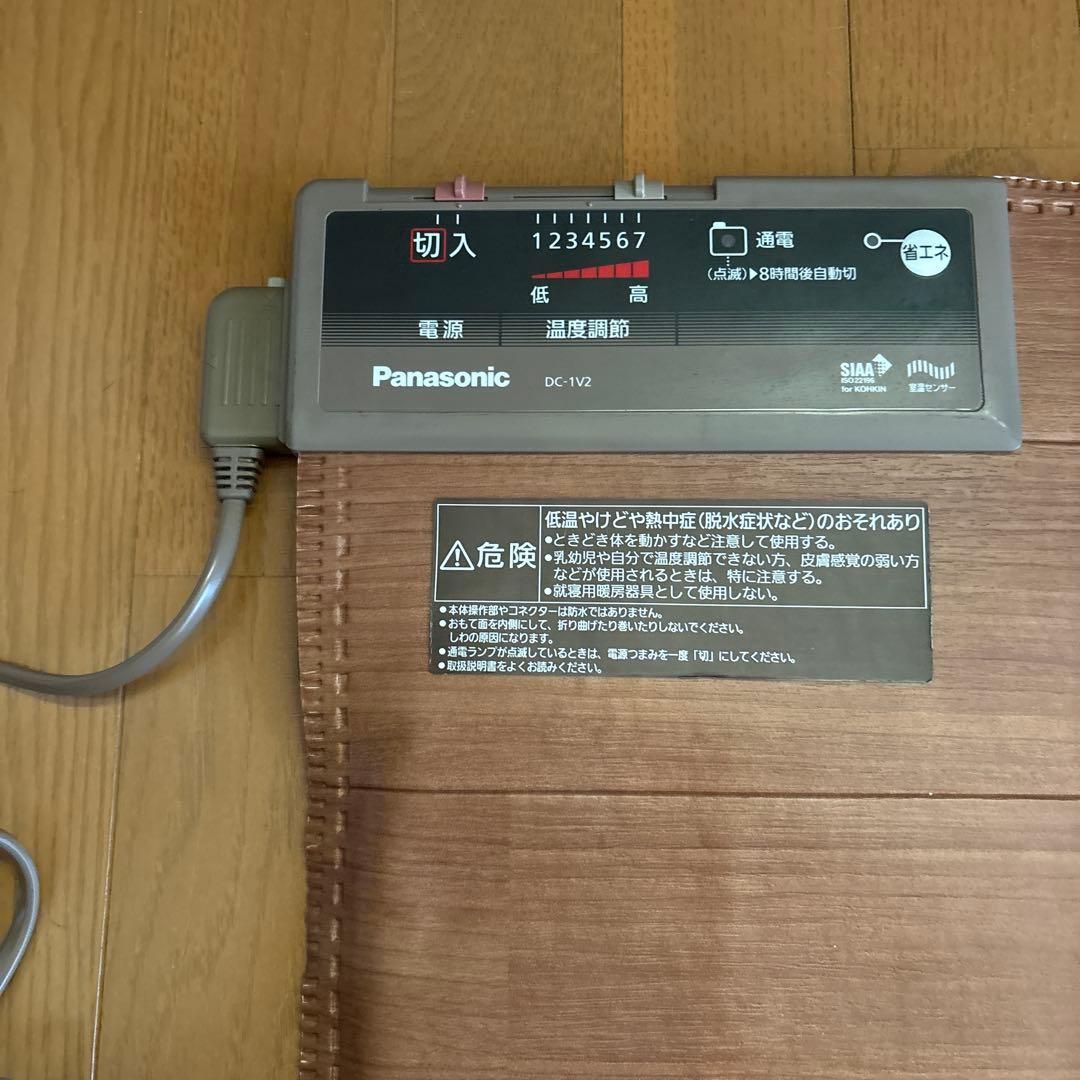 切 入
1 2 3 4 5 6 7
低 高
通電
(点滅)▶8時間後自動切
省エネ
電源 温度調節
Panasonic DC-1V2
SIAA
ISO22196
for KOHKIN
室温センサー
⚠危険
低温やけどや熱中症(脱水症状など)のおそれあり
●ときどき体を動かすなど注意して使用する。
●乳幼児や自分で温度調節できない方、皮膚感覚の弱い方
などが使用されるときは、特に注意する。
●就寝用暖房器具として使用しない。
●本体操作部やコネクターは防水ではありません。
●おもて面を内側にして、折り曲げたり巻いたりしないでください。
しわの原因になります。
●通電ランプが点滅しているときは、電源つまみを一度「切」にしてください。
●取扱説明書をよくお読みください。